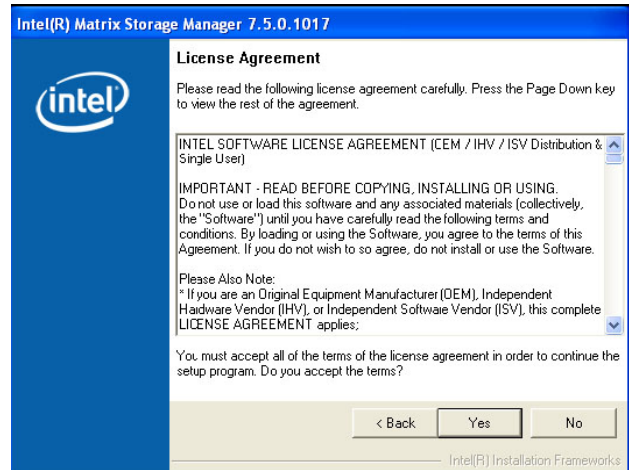 Intel(R) Matrix Storage Manager 7.5.0.1017
intel
License Agreement
Please read the following license agreement carefully. Press the Page Down key
to view the rest of the agreement.
INTEL SOFTWARE LICENSE AGREEMENT (CEM / IHV / ISV Distribution &
Single User)
IMPORTANT - READ BEFORE COPYING, INSTALLING OR USING.
Do not use or load this software and any associated materials (collectively,
the "Software") until you have carefully read the following terms and
conditions. By loading or using the Software, you agree to the terms of this
Agreement. If you do not wish to so agree, do not install or use the Software.
Please Also Note:
* If you are an Original Equipment Manufacturer (OEM), Independent
Hardware Vendor (IHV), or Independent Software Vendor (ISV), this complete
LICENSE AGREEMENT applies;
You must accept all of the terms of the license agreement in order to continue the
setup program. Do you accept the terms?
< Back
Yes
No
Intel(R) Installation Frameworks